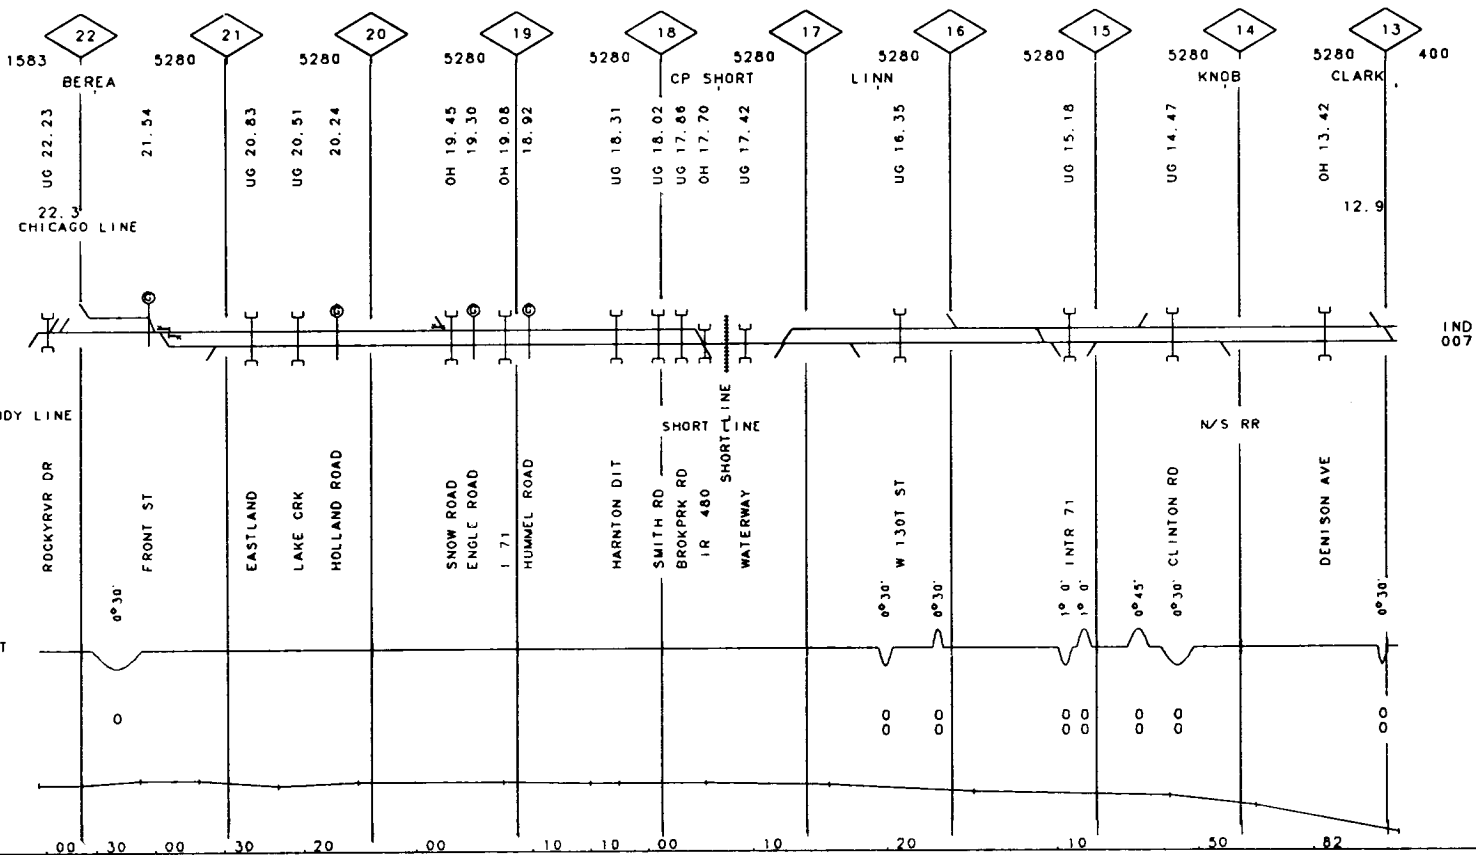 22 21 20 19 18 17 16 15 14 13
1583 5280 5280 5280 5280 5280 5280 5280 5280 5280 400
BEREA CP SHORT LINN KNOB CLARK
UG 22.23
21.54
UG 20.83
UG 20.51
20.24
OH 19.45
19.30
OH 19.08
18.92
UG 18.31
UG 18.02
UG 17.86
OH 17.70
UG 17.42
UG 16.35
UG 15.18
UG 14.47
OH 13.42
22.3 12.9
CHICAGO LINE
G G G G
IND
007
DY LINE SHORT LINE N/S RR
SHORT LINE
ROCKYRVR DR
FRONT ST
EASTLAND
LAKE CRK
HOLLAND ROAD
SNOW ROAD
ENGLE ROAD
I 71
HUMMEL ROAD
HARNTON DIT
SMITH RD
BROKPRK RD
IR 480
WATERWAY
W 130T ST
INTR 71
CLINTON RD
DENISON AVE
0°30' 0°30' 0°30' 1° 0' 1° 0' 0°45' 0°30' 0°30'
T
0 0 0 0 0 0 0 0
0 0 0 0 0 0 0
.00 .30 .00 .30 .20 .00 .10 .10 .00 .10 .20 .10 .50 .82